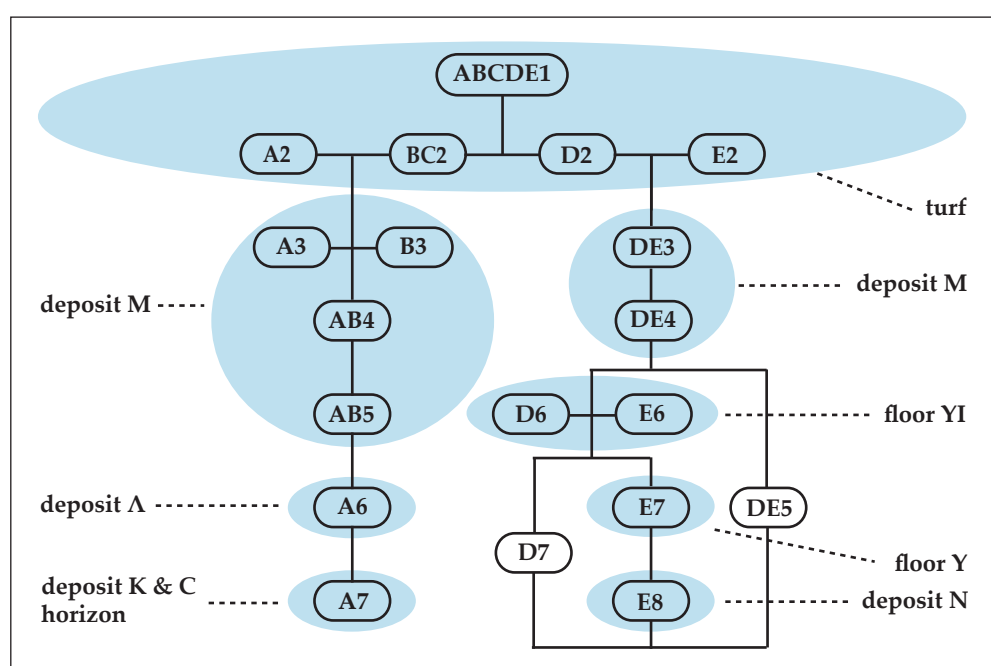 ABCDE1
A2 BC2 D2 E2
turf
A3 B3 DE3
deposit M deposit M
AB4 DE4
AB5 D6 E6 floor YI
deposit Λ A6 E7 DE5
D7 floor Y
deposit K & C
horizon
A7 E8 deposit N